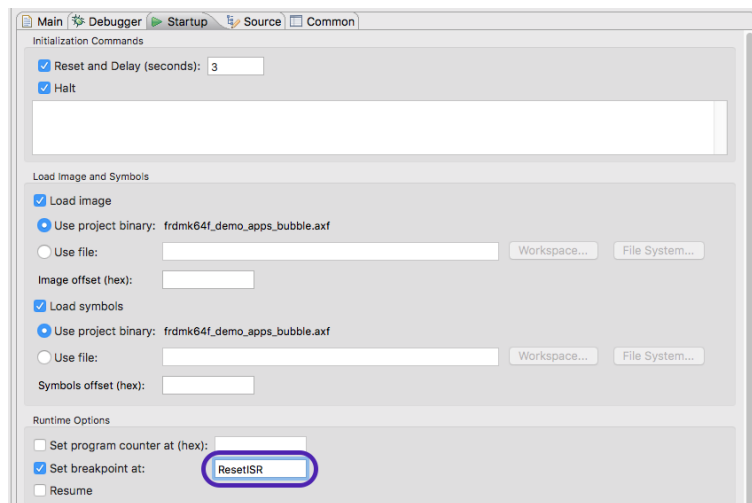 Main Debugger Startup Source Common
Initialization Commands
Reset and Delay (seconds): 3
Halt
Load Image and Symbols
Load image
Use project binary: frdmk64f_demo_apps_bubble.axf
Use file: Workspace... File System...
Image offset (hex):
Load symbols
Use project binary: frdmk64f_demo_apps_bubble.axf
Use file: Workspace... File System...
Symbols offset (hex):
Runtime Options
Set program counter at (hex):
Set breakpoint at: ResetISR
Resume